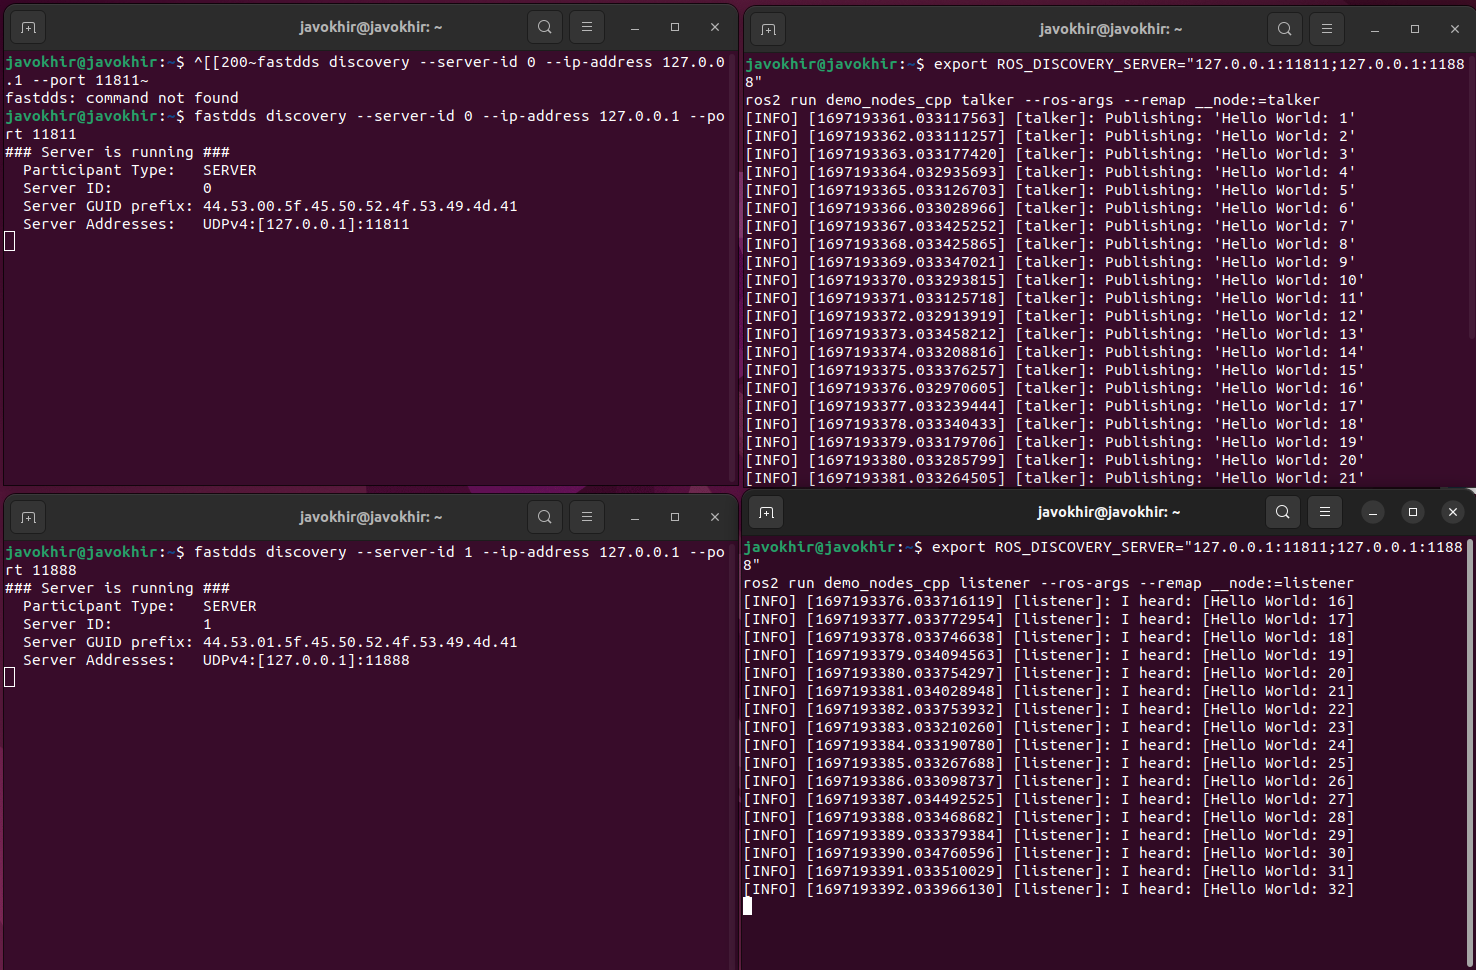 javokhir@javokhir: ~
javokhir@javokhir:~$ ^[[200~fastdds discovery --server-id 0 --ip-address 127.0.0
.1 --port 11811~
fastdds: command not found
javokhir@javokhir:~$ fastdds discovery --server-id 0 --ip-address 127.0.0.1 --po
rt 11811
### Server is running ###
  Participant Type:   SERVER
  Server ID:          0
  Server GUID prefix: 44.53.00.5f.45.50.52.4f.53.49.4d.41
  Server Addresses:   UDPv4:[127.0.0.1]:11811
javokhir@javokhir: ~
javokhir@javokhir:~$ export ROS_DISCOVERY_SERVER="127.0.0.1:11811;127.0.0.1:1188
8"
ros2 run demo_nodes_cpp talker --ros-args --remap __node:=talker
[INFO] [1697193361.033117563] [talker]: Publishing: 'Hello World: 1'
[INFO] [1697193362.033111257] [talker]: Publishing: 'Hello World: 2'
[INFO] [1697193363.033177420] [talker]: Publishing: 'Hello World: 3'
[INFO] [1697193364.032935693] [talker]: Publishing: 'Hello World: 4'
[INFO] [1697193365.033126703] [talker]: Publishing: 'Hello World: 5'
[INFO] [1697193366.033028966] [talker]: Publishing: 'Hello World: 6'
[INFO] [1697193367.033425252] [talker]: Publishing: 'Hello World: 7'
[INFO] [1697193368.033425865] [talker]: Publishing: 'Hello World: 8'
[INFO] [1697193369.033347021] [talker]: Publishing: 'Hello World: 9'
[INFO] [1697193370.033293815] [talker]: Publishing: 'Hello World: 10'
[INFO] [1697193371.033125718] [talker]: Publishing: 'Hello World: 11'
[INFO] [1697193372.032913919] [talker]: Publishing: 'Hello World: 12'
[INFO] [1697193373.033458212] [talker]: Publishing: 'Hello World: 13'
[INFO] [1697193374.033208816] [talker]: Publishing: 'Hello World: 14'
[INFO] [1697193375.033376257] [talker]: Publishing: 'Hello World: 15'
[INFO] [1697193376.032970605] [talker]: Publishing: 'Hello World: 16'
[INFO] [1697193377.033239444] [talker]: Publishing: 'Hello World: 17'
[INFO] [1697193378.033340433] [talker]: Publishing: 'Hello World: 18'
[INFO] [1697193379.033179706] [talker]: Publishing: 'Hello World: 19'
[INFO] [1697193380.033285799] [talker]: Publishing: 'Hello World: 20'
[INFO] [1697193381.033264505] [talker]: Publishing: 'Hello World: 21'
javokhir@javokhir: ~
javokhir@javokhir:~$ fastdds discovery --server-id 1 --ip-address 127.0.0.1 --po
rt 11888
### Server is running ###
  Participant Type:   SERVER
  Server ID:          1
  Server GUID prefix: 44.53.01.5f.45.50.52.4f.53.49.4d.41
  Server Addresses:   UDPv4:[127.0.0.1]:11888
javokhir@javokhir: ~
javokhir@javokhir:~$ export ROS_DISCOVERY_SERVER="127.0.0.1:11811;127.0.0.1:1188
8"
ros2 run demo_nodes_cpp listener --ros-args --remap __node:=listener
[INFO] [1697193376.033716119] [listener]: I heard: [Hello World: 16]
[INFO] [1697193377.033772954] [listener]: I heard: [Hello World: 17]
[INFO] [1697193378.033746638] [listener]: I heard: [Hello World: 18]
[INFO] [1697193379.034094563] [listener]: I heard: [Hello World: 19]
[INFO] [1697193380.033754297] [listener]: I heard: [Hello World: 20]
[INFO] [1697193381.034028948] [listener]: I heard: [Hello World: 21]
[INFO] [1697193382.033753932] [listener]: I heard: [Hello World: 22]
[INFO] [1697193383.033210260] [listener]: I heard: [Hello World: 23]
[INFO] [1697193384.033190780] [listener]: I heard: [Hello World: 24]
[INFO] [1697193385.033267688] [listener]: I heard: [Hello World: 25]
[INFO] [1697193386.033098737] [listener]: I heard: [Hello World: 26]
[INFO] [1697193387.034492525] [listener]: I heard: [Hello World: 27]
[INFO] [1697193388.033468682] [listener]: I heard: [Hello World: 28]
[INFO] [1697193389.033379384] [listener]: I heard: [Hello World: 29]
[INFO] [1697193390.034760596] [listener]: I heard: [Hello World: 30]
[INFO] [1697193391.033510029] [listener]: I heard: [Hello World: 31]
[INFO] [1697193392.033966130] [listener]: I heard: [Hello World: 32]